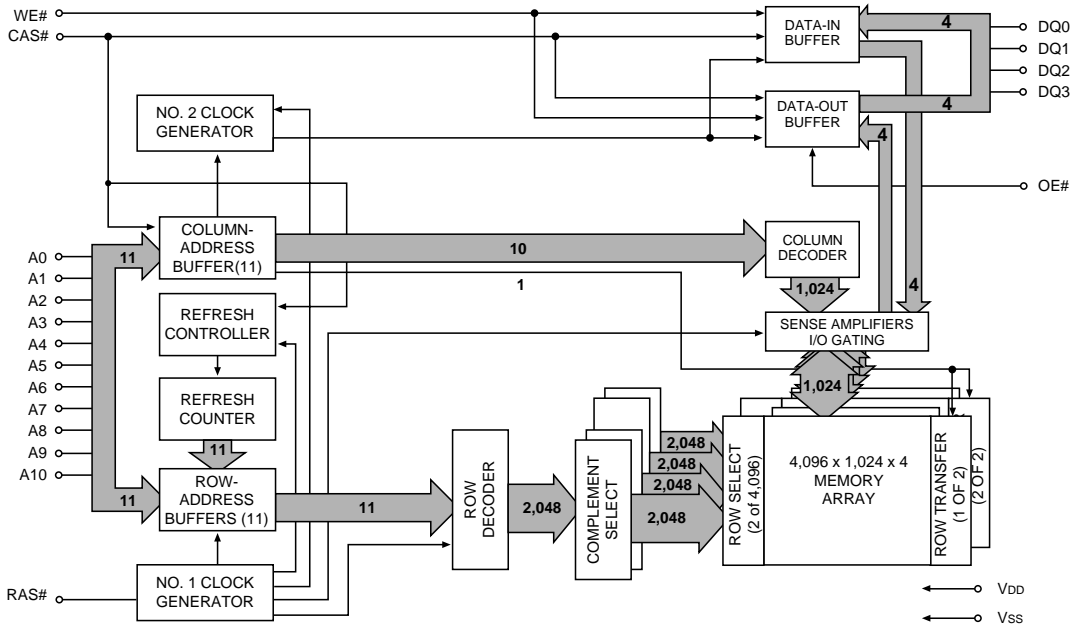 WE#
CAS#
DATA-IN
BUFFER
4
DQ0
DQ1
DQ2
DQ3
DATA-OUT
BUFFER
4
4
NO. 2 CLOCK
GENERATOR
OE#
COLUMN-
ADDRESS
BUFFER(11)
11
10
COLUMN
DECODER
1
1,024
4
A0
A1
A2
A3
A4
A5
A6
A7
A8
A9
A10
REFRESH
CONTROLLER
SENSE AMPLIFIERS
I/O GATING
1,024
REFRESH
COUNTER
11
11
ROW-
ADDRESS
BUFFERS (11)
11
ROW
DECODER
2,048
COMPLEMENT
SELECT
2,048
2,048
2,048
2,048
ROW SELECT
(2 of 4,096)
4,096 x 1,024 x 4
MEMORY
ARRAY
ROW TRANSFER
(1 OF 2)
(2 OF 2)
RAS#
NO. 1 CLOCK
GENERATOR
VDD
VSS